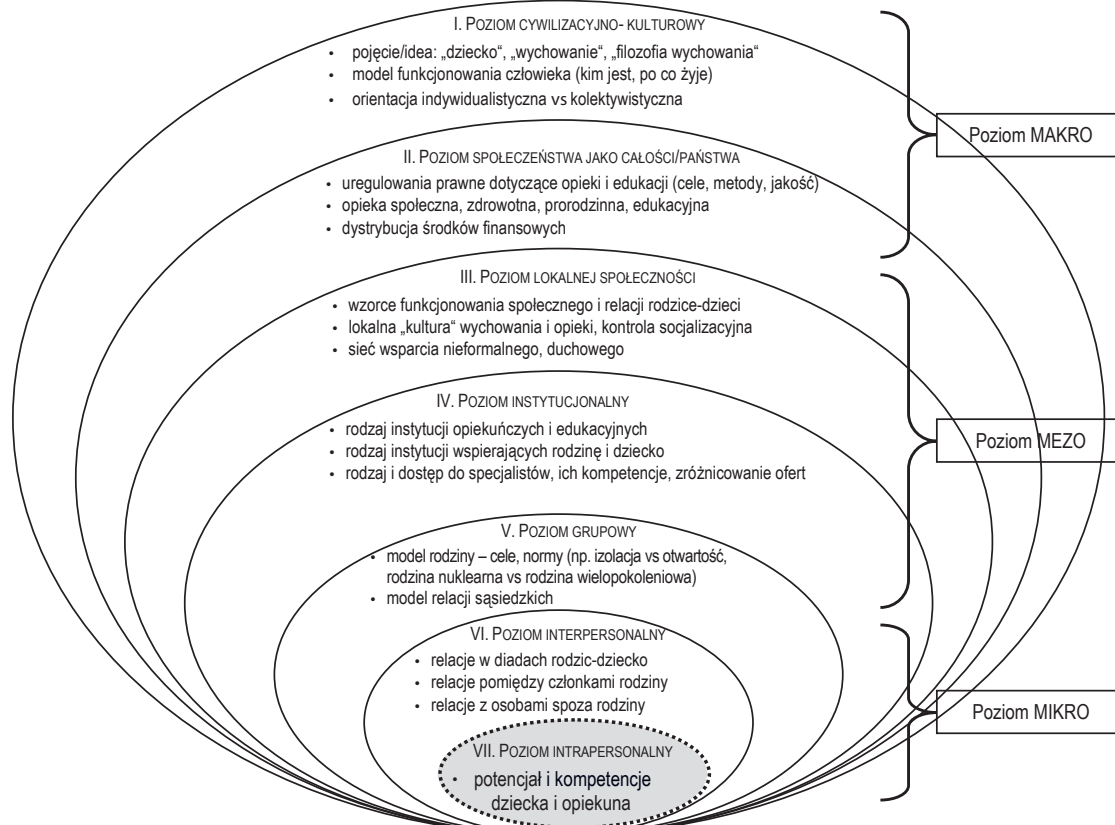 I. POZIOM CYWILIZACYJNO- KULTUROWY
• pojęcie/idea: „dziecko“, „wychowanie“, „filozofia wychowania“
• model funkcjonowania człowieka (kim jest, po co żyje)
• orientacja indywidualistyczna vs kolektywistyczna
Poziom MAKRO
II. POZIOM SPOŁECZEŃSTWA JAKO CAŁOŚCI/PAŃSTWA
• uregulowania prawne dotyczące opieki i edukacji (cele, metody, jakość)
• opieka społeczna, zdrowotna, prorodzinna, edukacyjna
• dystrybucja środków finansowych
III. POZIOM LOKALNEJ SPOŁECZNOŚCI
• wzorce funkcjonowania społecznego i relacji rodzice-dzieci
• lokalna „kultura“ wychowania i opieki, kontrola socjalizacyjna
• sieć wsparcia nieformalnego, duchowego
IV. POZIOM INSTYTUCJONALNY
• rodzaj instytucji opiekuńczych i edukacyjnych
• rodzaj instytucji wspierających rodzinę i dziecko
• rodzaj i dostęp do specjalistów, ich kompetencje, zróżnicowanie ofert
Poziom MEZO
V. POZIOM GRUPOWY
• model rodziny – cele, normy (np. izolacja vs otwartość,
rodzina nuklearna vs rodzina wielopokoleniowa)
• model relacji sąsiedzkich
VI. POZIOM INTERPERSONALNY
• relacje w diadach rodzic-dziecko
• relacje pomiędzy członkami rodziny
• relacje z osobami spoza rodziny
Poziom MIKRO
VII. POZIOM INTRAPERSONALNY
• potencjał i kompetencje
dziecka i opiekuna